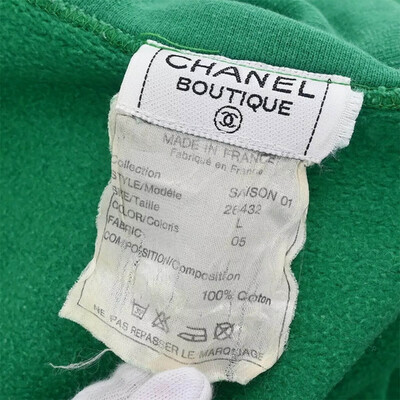 CHANEL
BOUTIQUE
MADE IN FRANCE
Fabriqué en France
Collection SAISON 01
STYLE/Modèle 26432
SIZE/Taille L
COLOR/Coloris 05
FABRIC
COMPOSITION/Composition
100% Cotton
NE PAS REPASSER LE MARQUAGE